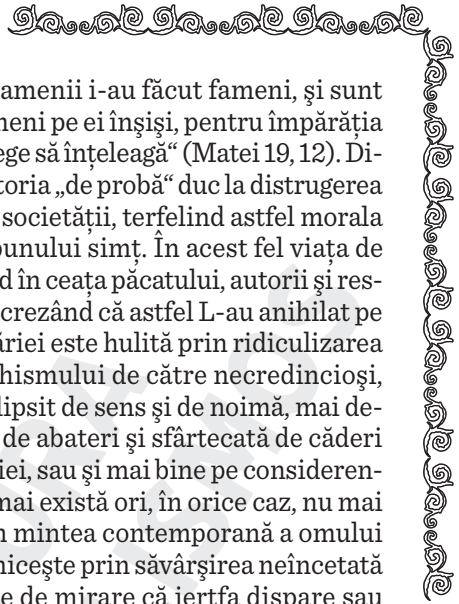 amenii i-au făcut fameni, şi sunt
meni pe ei înşişi, pentru împărăţia
ege să înţeleagă“ (Matei 19, 12). Di-
toria „de probă“ duc la distrugerea
societăţii, terfelind astfel morala
bunului simţ. În acest fel viaţa de
d în ceaţa păcatului, autorii şi res-
crezând că astfel L-au anihilat pe
ăriei este hulită prin ridiculizarea
hismului de către necredincioşi,
lipsit de sens şi de noimă, mai de-
de abateri şi sfârtecată de căderi
iei, sau şi mai bine pe consideren-
mai există ori, în orice caz, nu mai
n mintea contemporană a omului
niceşte prin săvârşirea neîncetată
e de mirare că jertfa dispare sau
URA
ISMOS